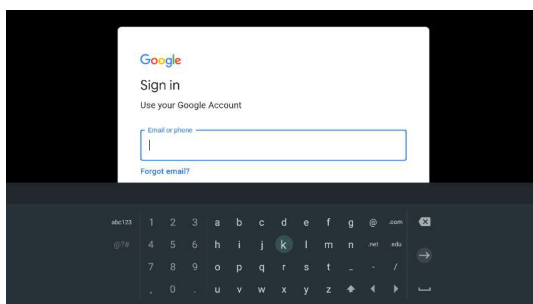 Google
Sign in
Use your Google Account
Email or phone
Forgot email?
abc123 1 2 3 a b c d e f g @ .com
@?# 4 5 6 h i j k l m n .net .edu
7 8 9 o p q r s t _ - /
, 0 . u v w x y z